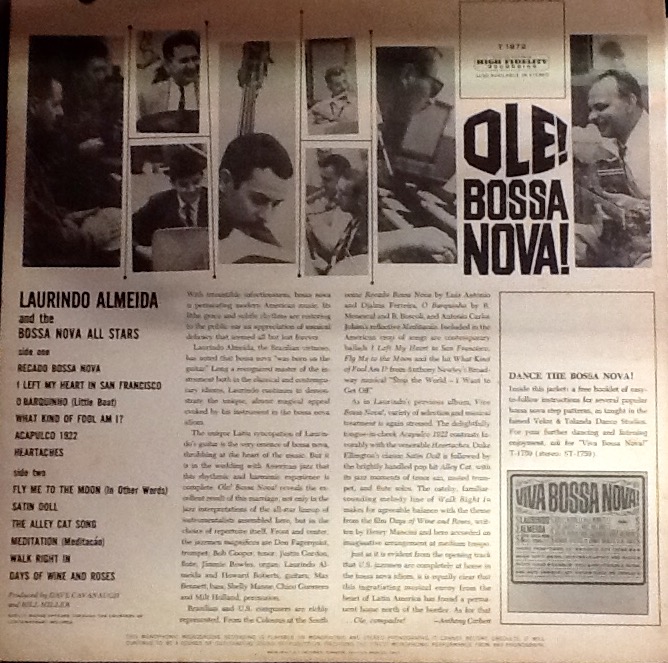 T 1872
HIGH FIDELITY
RECORDING
ALSO AVAILABLE IN STEREO
OLE!
BOSSA
NOVA!
LAURINDO ALMEIDA
and the
BOSSA NOVA ALL STARS
side one
RECADO BOSSA NOVA
I LEFT MY HEART IN SAN FRANCISCO
O BARQUINHO (Little Boat)
WHAT KIND OF FOOL AM I?
ACAPULCO 1922
HEARTACHES
side two
FLY ME TO THE MOON (In Other Words)
SATIN DOLL
THE ALLEY CAT SONG
MEDITATION (Meditacáo)
WALK RIGHT IN
DAYS OF WINE AND ROSES
Produced by DAVE CAVANAUGH
and BILL MILLER
With irresistible infectiousness, bossa nova
is permeating modern American music. Its
lithe grace and subtle rhythms are restoring
to the public ear an appreciation of musical
delicacy that seemed all but lost forever.
Laurindo Almeida, the Brazilian virtuoso,
has noted that bossa nova "was born on the
guitar." Long a recognized master of the in-
strument both in the classical and contempo-
rary idioms, Laurindo continues to demon-
strate the unique, almost magical appeal
evoked by his instrument in the bossa nova
idiom.
The unique Latin syncopation of Laurin-
do's guitar is the very essence of bossa nova,
throbbing at the heart of the music. But it
is in the wedding with American jazz that
this rhythmic and harmonic experience is
complete. Ole! Bossa Nova! reveals the ex-
cellent result of this marriage, not only in the
jazz interpretations of the all-star lineup of
instrumentalists assembled here, but in the
choice of repertoire itself. Front and center,
the jazzmen magnificos are Don Fagerquist,
trumpet, Bob Cooper, tenor, Justin Gordon,
flute, Jimmie Rowles, organ; Laurindo Al-
meida and Howard Roberts, guitars, Max
Bennett, bass, Shelly Manne, Chico Guerrero
and Milt Holland, percussion.
Brazilian and U.S. composers are richly
represented. From the Colossus of the South
come Recado Bossa Nova by Luiz Antonio
and Djalma Ferreira, O Barquinho by R.
Menescal and R. Boscoli, and Antonio Carlos
Jobim's reflective Meditation. Included in the
American crop of songs are contemporary
ballads I Left My Heart in San Francisco,
Fly Me to the Moon and the hit What Kind
of Fool Am I? from Anthony Newley's Broad-
way musical "Stop the World – I Want to
Get Off."
As in Laurindo's previous album, Viva
Bossa Nova!, variety of selection and musical
treatment is again stressed. The delightfully
tongue-in-cheek Acapulco 1922 contrasts
with the venerable Heartaches. Duke
Ellington's classic Satin Doll is followed by
the brightly handled pop hit Alley Cat, with
the jazz moments of tenor sax, muted trum-
pet, and flute solos. The catchy, familiar-
sounding melody line of Walk Right In
makes for agreeable balance with the theme
from the film Days of Wine and Roses, writ-
ten by Henry Mancini and here accorded an
imaginative arrangement at medium tempo.
Just as it is evident from the opening track
that U.S. jazzmen are completely at home in
the bossa nova idiom, it is equally clear that
this ingratiating musical envoy from the
heart of Latin America has found a perma-
nent home north of the border. As for that
Ole, compadre!
—Anthony Corbett
DANCE THE BOSSA NOVA!
Inside this jacket: a free booklet of easy-
to-follow instructions for several popular
bossa nova step patterns, as taught in the
famed Veloz & Yolanda Dance Studios.
For your further dancing and listening
enjoyment, ask for "Viva Bossa Nova!"
T-1759 (stereo: ST-1759)
VIVA BOSSA NOVA!
LAURINDO
ALMEIDA